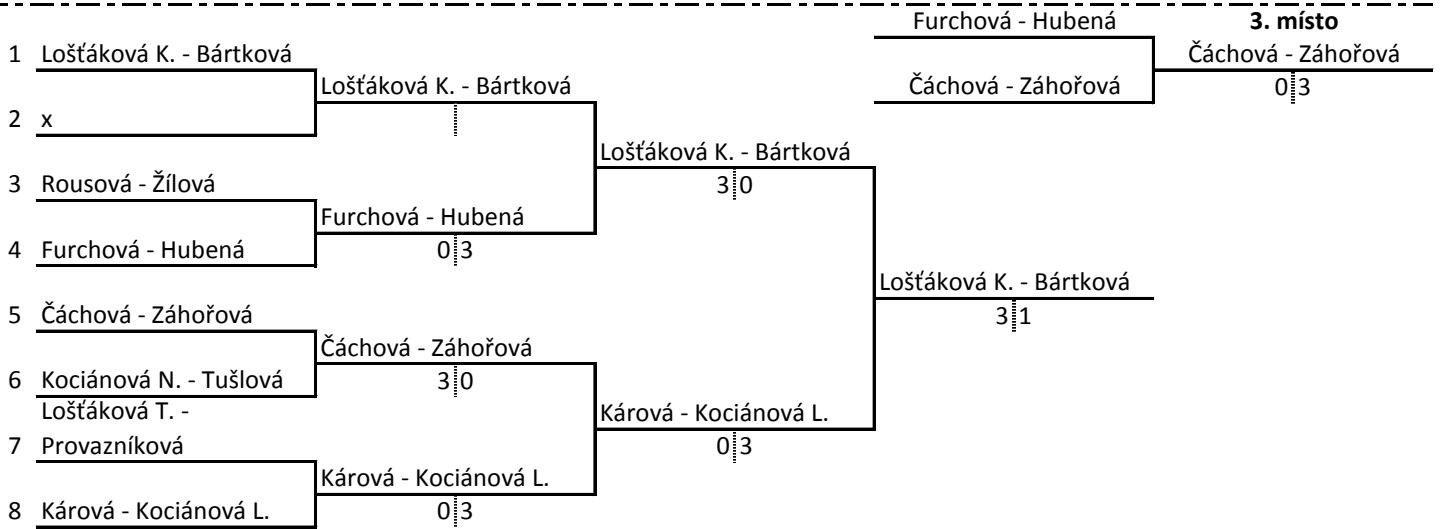 Furchová - Hubená 3. místo
1 Lošťáková K. - Bártková Čáchová - Záhořová
Lošťáková K. - Bártková Čáchová - Záhořová 0 3
2 x
Lošťáková K. - Bártková
3 Rousová - Žílová 3 0
Furchová - Hubená
4 Furchová - Hubená 0 3
Lošťáková K. - Bártková
5 Čáchová - Záhořová 3 1
Čáchová - Záhořová
6 Kociánová N. - Tušlová 3 0
Lošťáková T. - Kárová - Kociánová L.
7 Provazníková 0 3
Kárová - Kociánová L.
8 Kárová - Kociánová L. 0 3